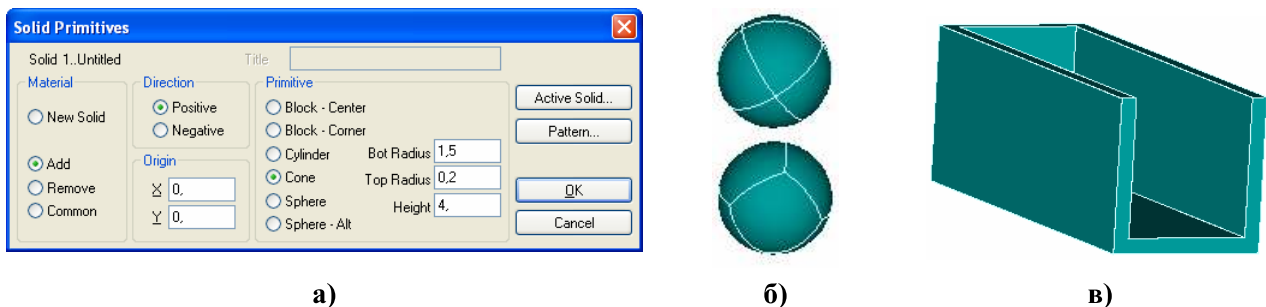 Solid Primitives
Solid 1..Untitled
Title
Material
New Solid
Add
Remove
Common
Direction
Positive
Negative
Origin
X 0,
Y 0,
Primitive
Block - Center
Block - Corner
Cylinder
Cone
Sphere
Sphere - Alt
Bot Radius 1,5
Top Radius 0,2
Height 4,
Active Solid...
Pattern...
OK
Cancel
а) б) в)